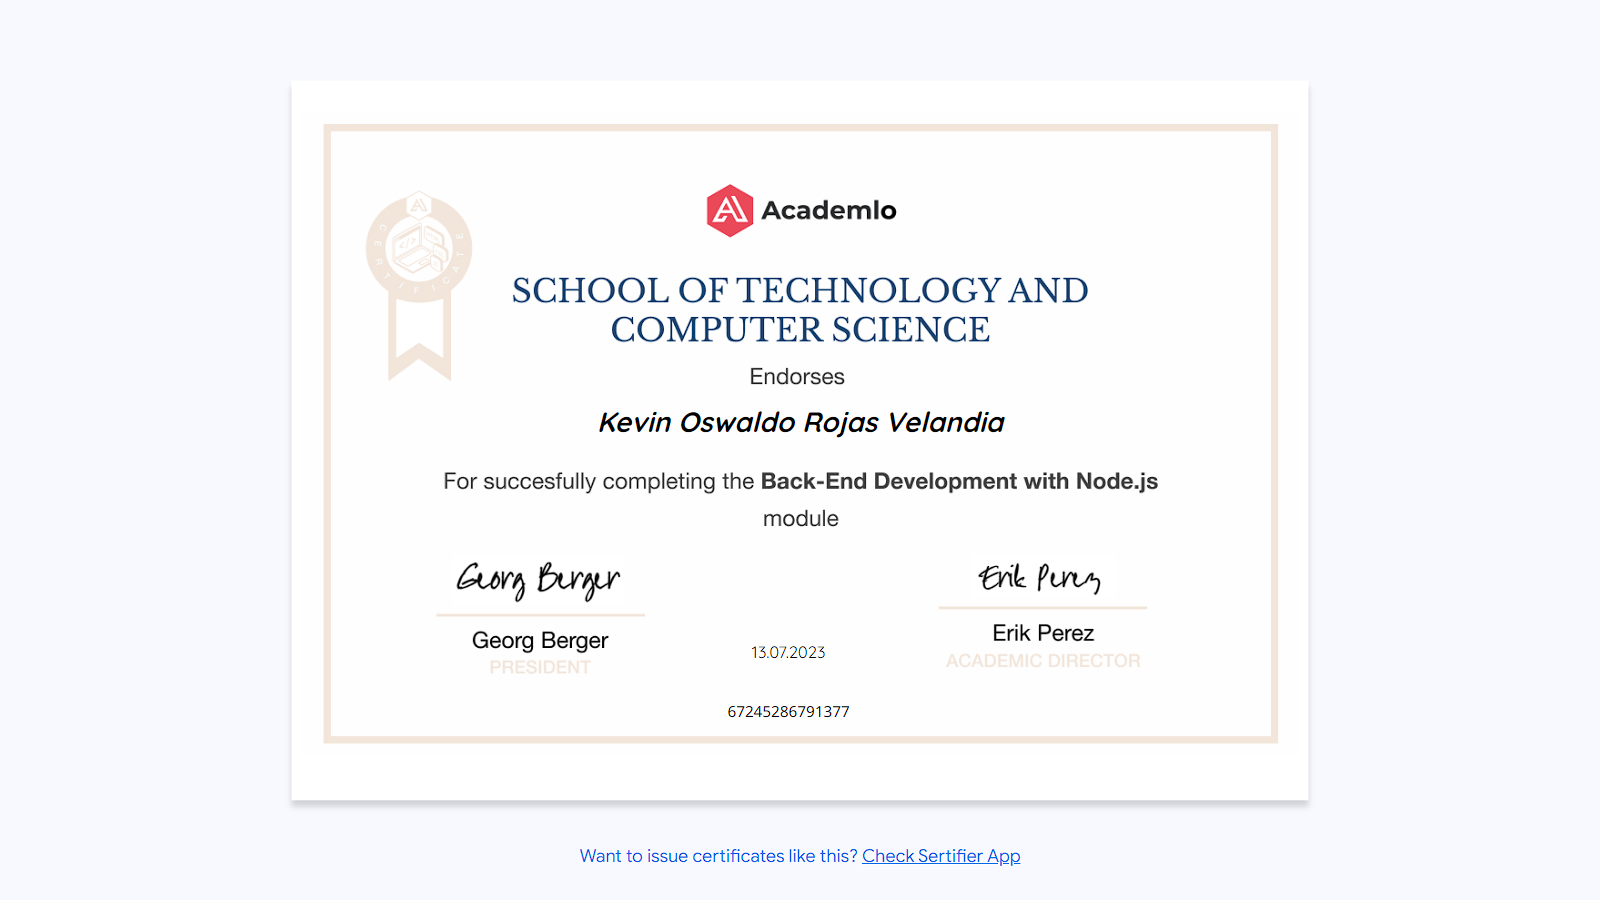 Academlo
CERTIFICATE
SCHOOL OF TECHNOLOGY AND
COMPUTER SCIENCE
Endorses
Kevin Oswaldo Rojas Velandia
For succesfully completing the Back-End Development with Node.js
module
Georg Berger
Georg Berger
PRESIDENT
Erik Perez
Erik Perez
ACADEMIC DIRECTOR
13.07.2023
67245286791377
Want to issue certificates like this? Check Sertifier App